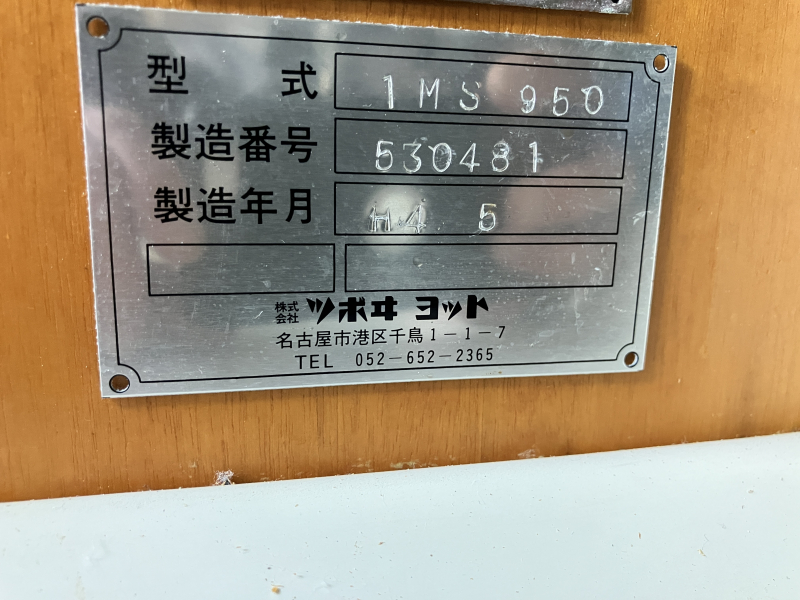 型式 1MS 950
製造番号 530481
製造年月 H4 5
株式会社 ツボヰ ヨット
名古屋市港区千鳥1-1-7
TEL 052-652-2365